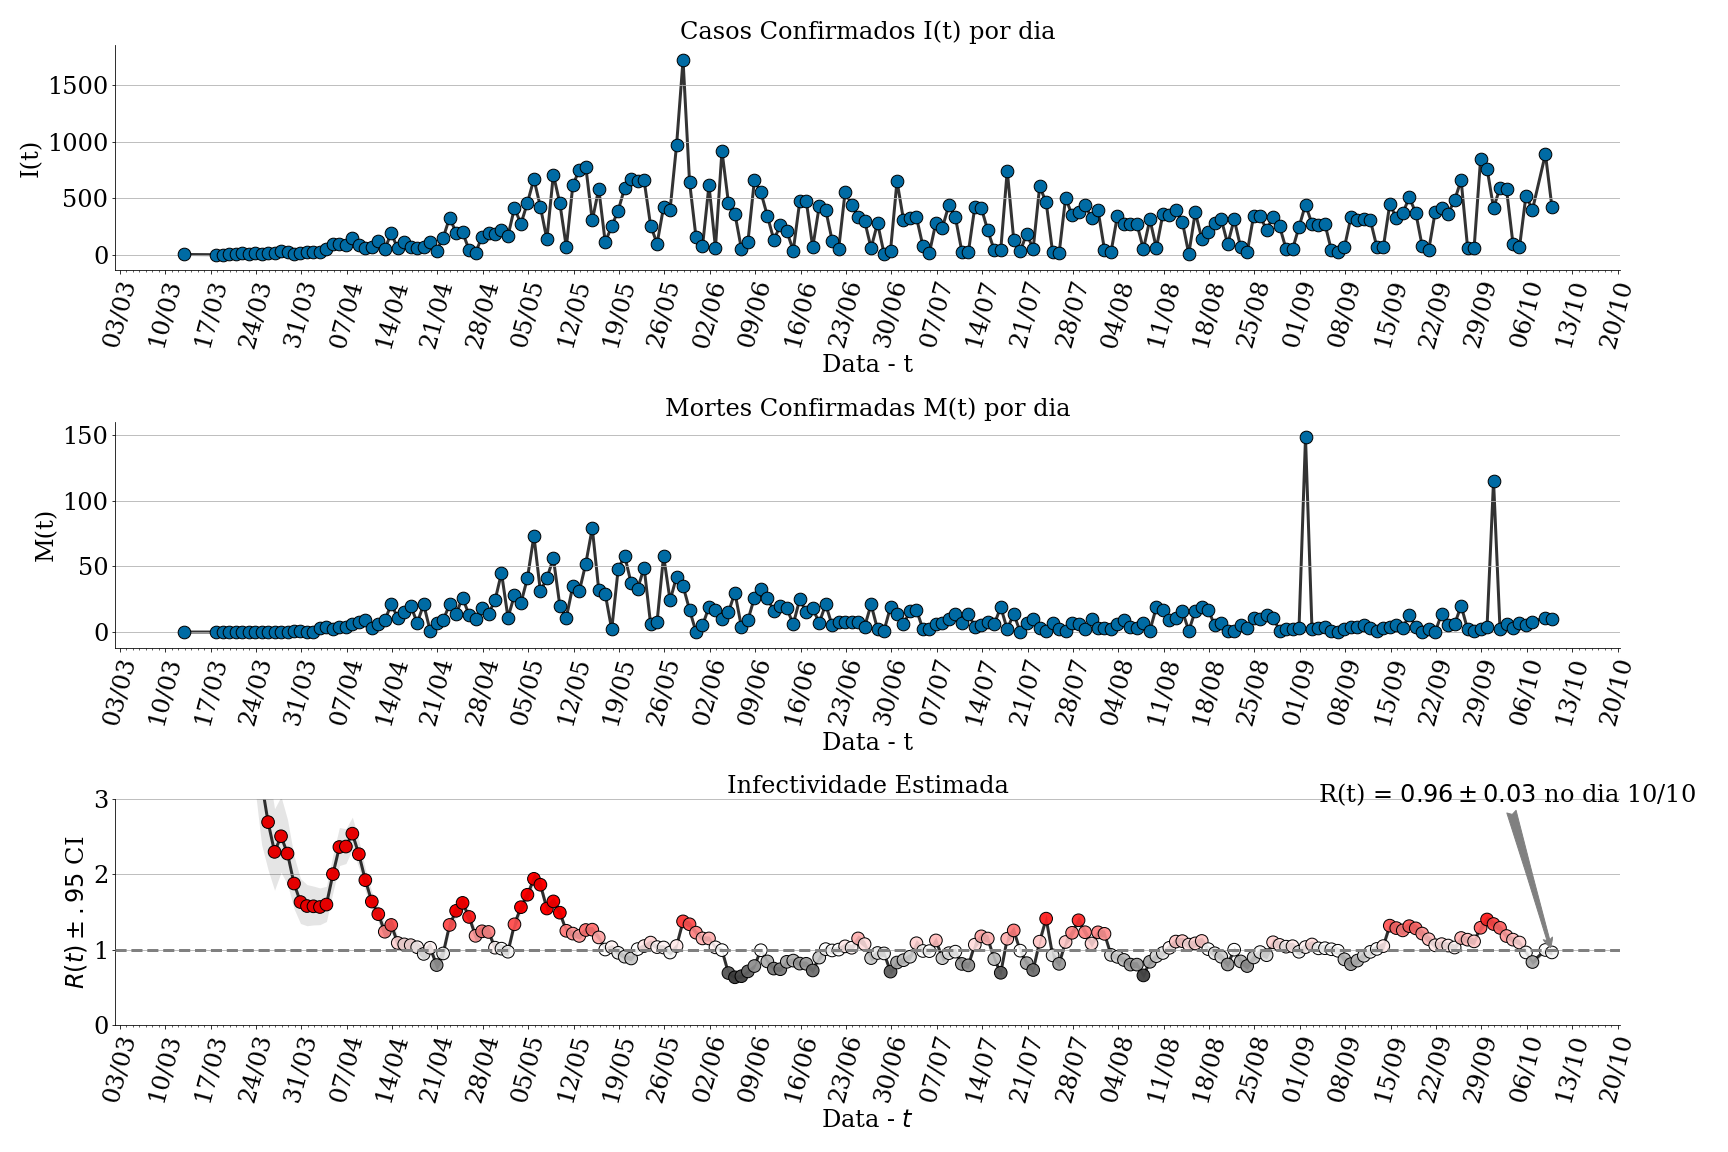 Casos Confirmados I(t) por dia
I(t)
1500
1000
500
0
03/03 10/03 17/03 24/03 31/03 07/04 14/04 21/04 28/04 05/05 12/05 19/05 26/05 02/06 09/06 16/06 23/06 30/06 07/07 14/07 21/07 28/07 04/08 11/08 18/08 25/08 01/09 08/09 15/09 22/09 29/09 06/10 13/10 20/10
Data - t
Mortes Confirmadas M(t) por dia
M(t)
150
100
50
0
03/03 10/03 17/03 24/03 31/03 07/04 14/04 21/04 28/04 05/05 12/05 19/05 26/05 02/06 09/06 16/06 23/06 30/06 07/07 14/07 21/07 28/07 04/08 11/08 18/08 25/08 01/09 08/09 15/09 22/09 29/09 06/10 13/10 20/10
Data - t
Infectividade Estimada
R(t) = 0.96 ± 0.03 no dia 10/10
R(t) ± .95 CI
3
2
1
0
03/03 10/03 17/03 24/03 31/03 07/04 14/04 21/04 28/04 05/05 12/05 19/05 26/05 02/06 09/06 16/06 23/06 30/06 07/07 14/07 21/07 28/07 04/08 11/08 18/08 25/08 01/09 08/09 15/09 22/09 29/09 06/10 13/10 20/10
Data - t